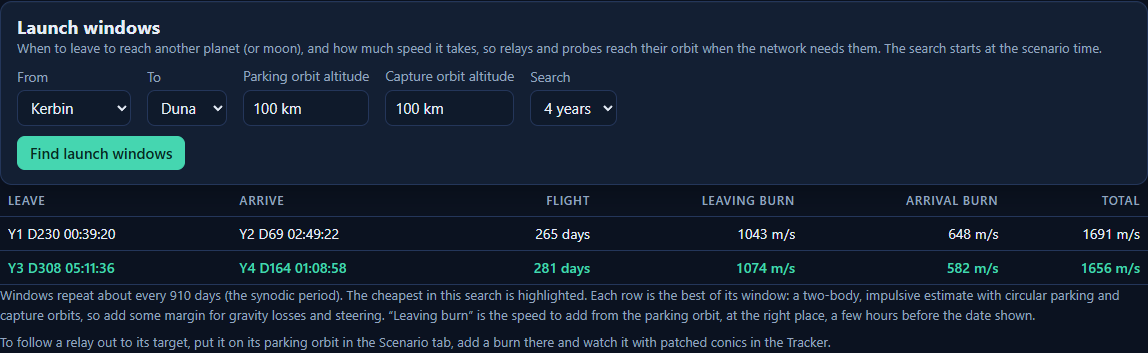 Launch windows
When to leave to reach another planet (or moon), and how much speed it takes, so relays and probes reach their orbit when the network needs them. The search starts at the scenario time.
From To Parking orbit altitude Capture orbit altitude Search
Kerbin Duna 100 km 100 km 4 years
Find launch windows
LEAVE ARRIVE FLIGHT LEAVING BURN ARRIVAL BURN TOTAL
Y1 D230 00:39:20 Y2 D69 02:49:22 265 days 1043 m/s 648 m/s 1691 m/s
Y3 D308 05:11:36 Y4 D164 01:08:58 281 days 1074 m/s 582 m/s 1656 m/s
Windows repeat about every 910 days (the synodic period). The cheapest in this search is highlighted. Each row is the best of its window: a two-body, impulsive estimate with circular parking and
capture orbits, so add some margin for gravity losses and steering. “Leaving burn” is the speed to add from the parking orbit, at the right place, a few hours before the date shown.
To follow a relay out to its target, put it on its parking orbit in the Scenario tab, add a burn there and watch it with patched conics in the Tracker.